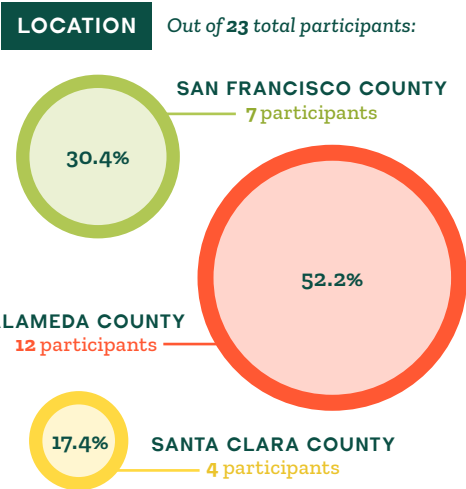 LOCATION Out of 23 total participants:
SAN FRANCISCO COUNTY
7 participants
30.4%
52.2%
LAMEDA COUNTY
12 participants
17.4%
SANTA CLARA COUNTY
4 participants